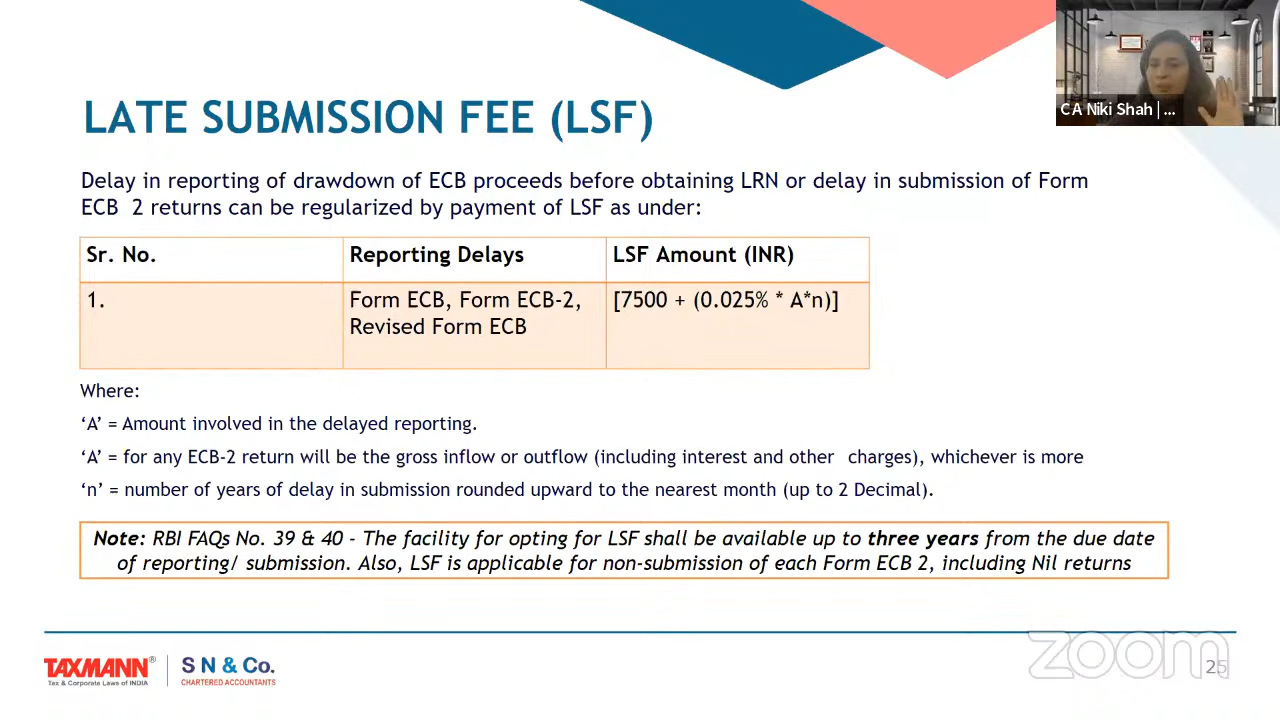 LATE SUBMISSION FEE (LSF)
CA Niki Shah | ...
Delay in reporting of drawdown of ECB proceeds before obtaining LRN or delay in submission of Form
ECB 2 returns can be regularized by payment of LSF as under:
Sr. No. Reporting Delays LSF Amount (INR)
1. Form ECB, Form ECB-2, [7500 + (0.025% * A*n)]
Revised Form ECB
Where:
‘A’ = Amount involved in the delayed reporting.
‘A’ = for any ECB-2 return will be the gross inflow or outflow (including interest and other charges), whichever is more
‘n’ = number of years of delay in submission rounded upward to the nearest month (up to 2 Decimal).
Note: RBI FAQs No. 39 & 40 - The facility for opting for LSF shall be available up to three years from the due date
of reporting/ submission. Also, LSF is applicable for non-submission of each Form ECB 2, including Nil returns
TAXMANN®
Tax & Corporate Laws of INDIA
S N & Co.
CHARTERED ACCOUNTANTS
zoom
25